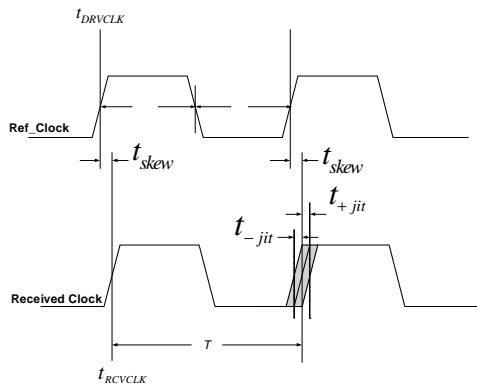 t_DRVCLK
Ref_Clock
t_skew
t_skew
t_+jit
t_-jit
Received Clock
T
t_RCVCLK